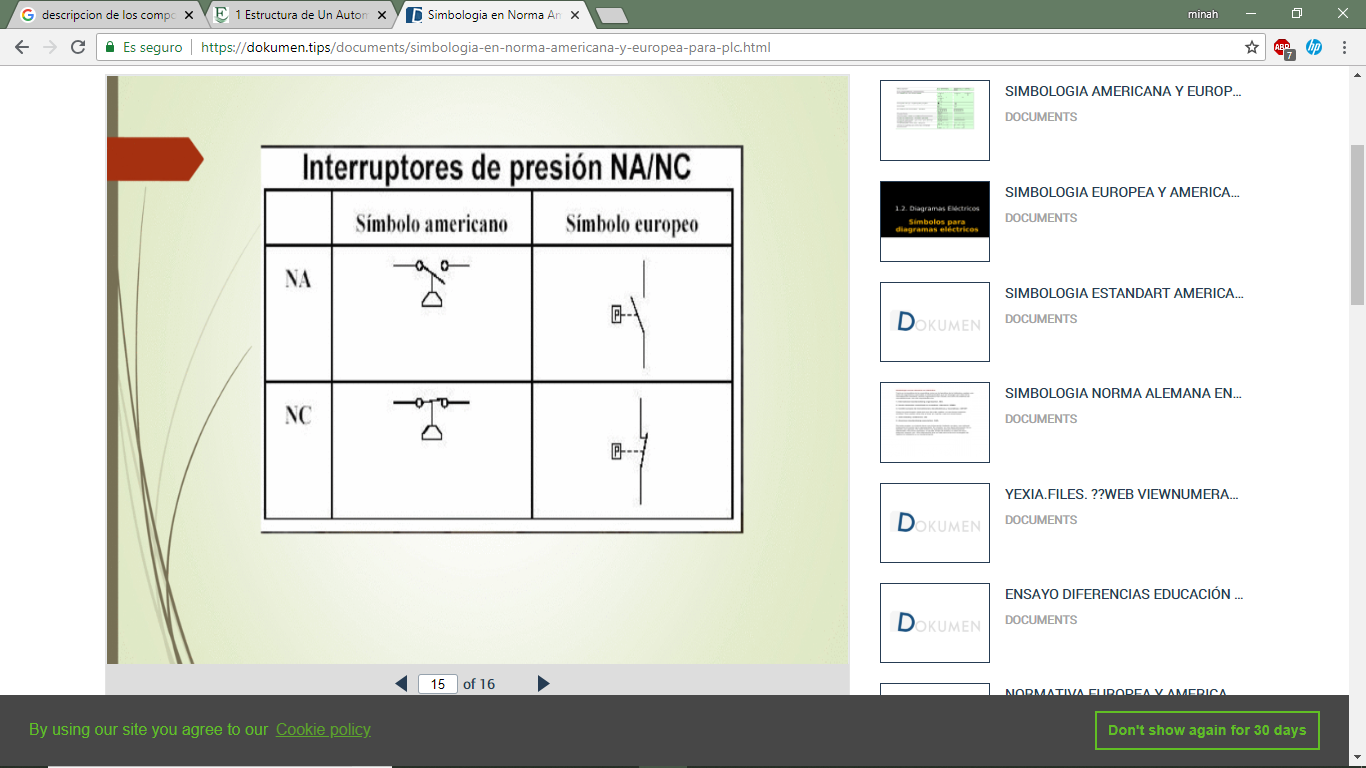 descripcion de los compo
1 Estructura de Un Autom
Simbologia en Norma Am
minah
Es seguro
https://dokumen.tips/documents/simbologia-en-norma-americana-y-europea-para-plc.html
ABP
7
hp
Interruptores de presión NA/NC
Símbolo americano
Símbolo europeo
NA
P
NC
P
15 of 16
SIMBOLOGIA AMERICANA Y EUROP...
DOCUMENTS
1.2. Diagramas Eléctricos
Símbolos para
diagramas eléctricos
SIMBOLOGIA EUROPEA Y AMERICA...
DOCUMENTS
DOKUMEN
SIMBOLOGIA ESTANDART AMERICA...
DOCUMENTS
SIMBOLOGIA NORMA ALEMANA EN...
DOCUMENTS
DOKUMEN
YEXIA.FILES. ??WEB VIEWNUMERA...
DOCUMENTS
DOKUMEN
ENSAYO DIFERENCIAS EDUCACIÓN ...
DOCUMENTS
NORMATIVA EUROPEA Y AMERICA
By using our site you agree to our Cookie policy
Don't show again for 30 days